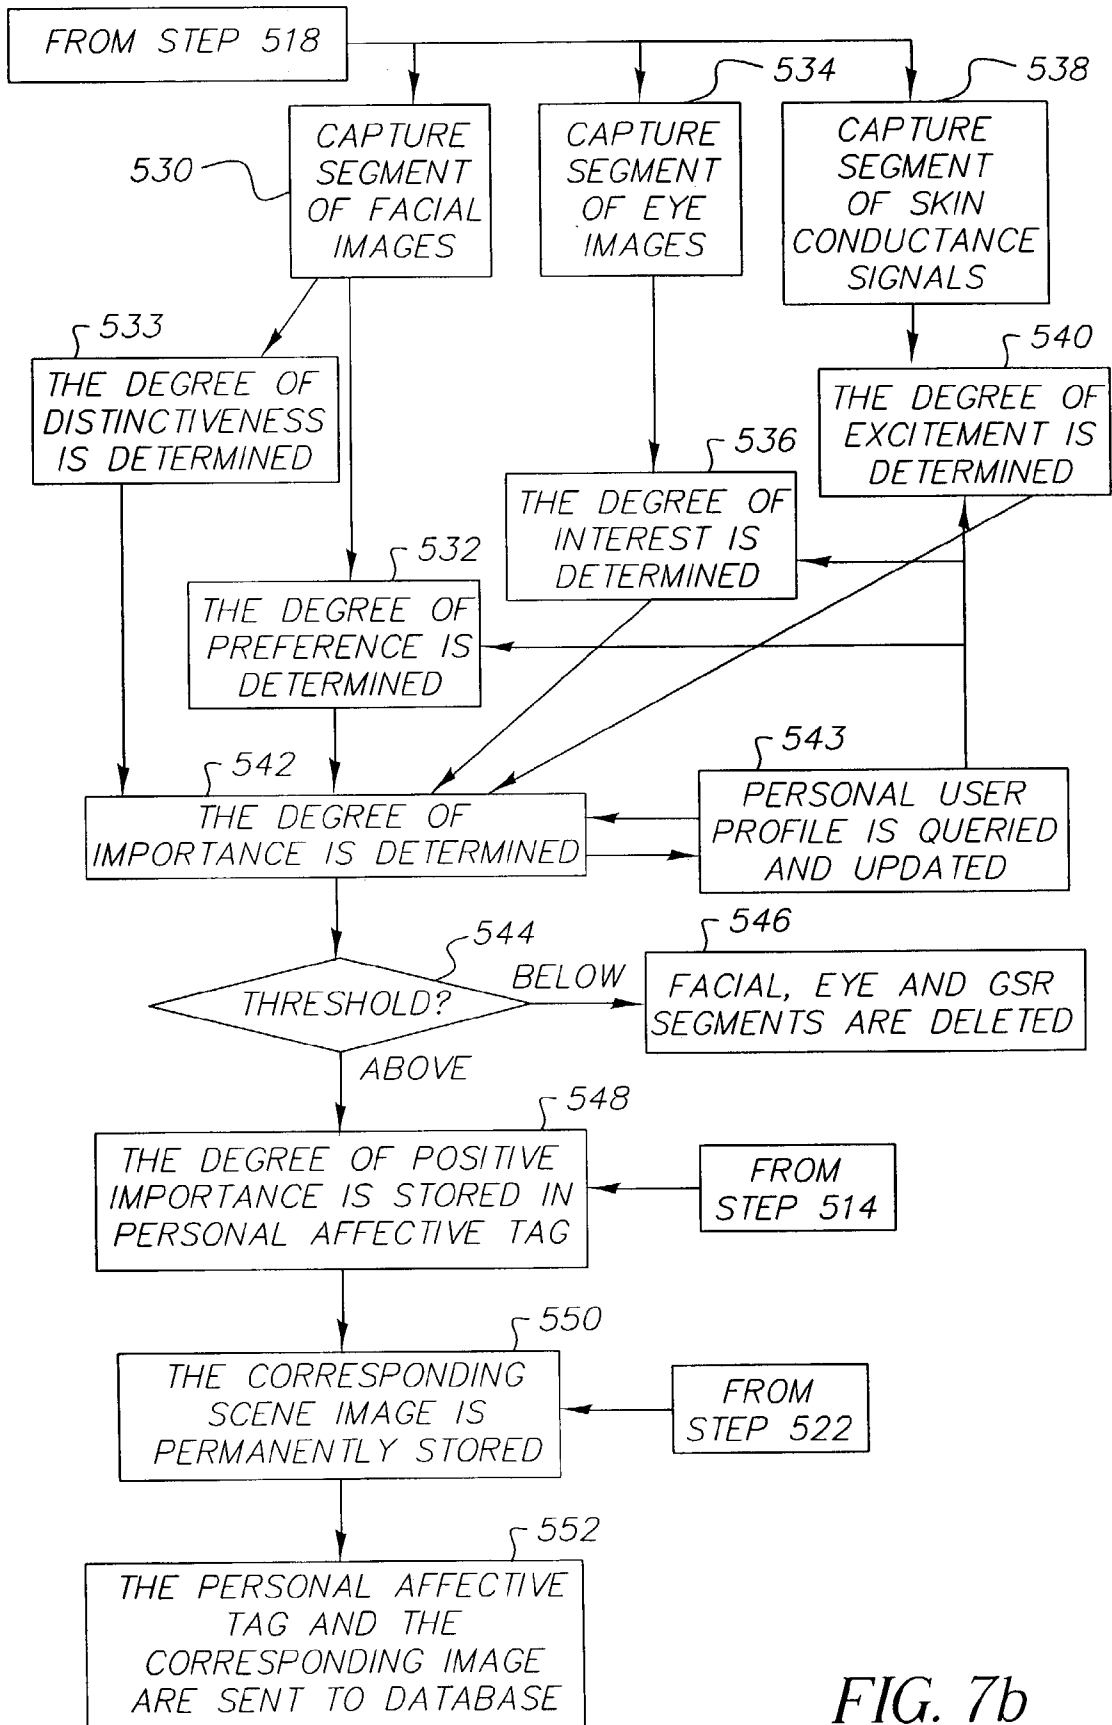 FROM STEP 518
534
538
530
CAPTURE
SEGMENT
OF FACIAL
IMAGES
CAPTURE
SEGMENT
OF EYE
IMAGES
CAPTURE
SEGMENT
OF SKIN
CONDUCTANCE
SIGNALS
533
THE DEGREE OF
DISTINCTIVENESS
IS DETERMINED
540
THE DEGREE OF
EXCITEMENT IS
DETERMINED
536
THE DEGREE OF
INTEREST IS
DETERMINED
532
THE DEGREE OF
PREFERENCE IS
DETERMINED
542
THE DEGREE OF
IMPORTANCE IS DETERMINED
543
PERSONAL USER
PROFILE IS QUERIED
AND UPDATED
544
THRESHOLD?
BELOW
546
FACIAL, EYE AND GSR
SEGMENTS ARE DELETED
ABOVE
548
THE DEGREE OF POSITIVE
IMPORTANCE IS STORED IN
PERSONAL AFFECTIVE TAG
FROM
STEP 514
550
THE CORRESPONDING
SCENE IMAGE IS
PERMANENTLY STORED
FROM
STEP 522
552
THE PERSONAL AFFECTIVE
TAG AND THE
CORRESPONDING IMAGE
ARE SENT TO DATABASE
FIG. 7b